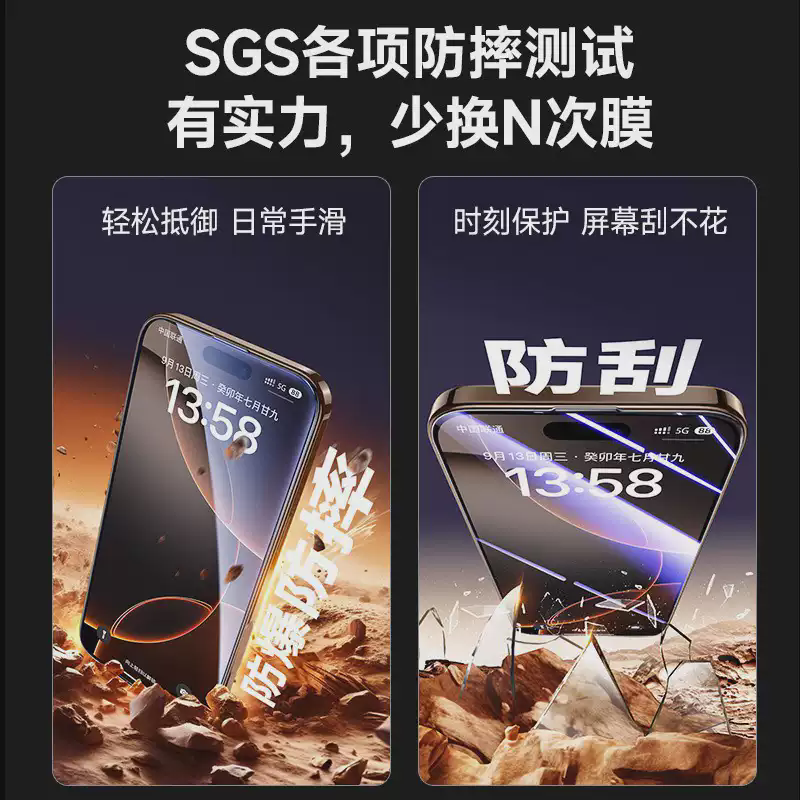 SGS各项防摔测试
有实力，少换N次膜
轻松抵御 日常手滑
中国联通
5G 88
9月13日周三·癸卯年七月廿九
13:58
防爆防摔
时刻保护 屏幕刮不花
防刮
中国联通
5G 88
9月13日周三·癸卯年七月廿九
13:58